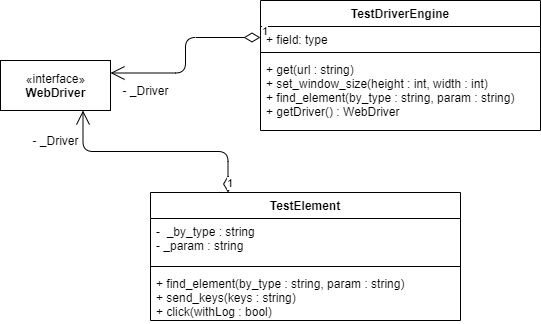 TestDriverEngine
1
+ field: type
+ get(url : string)
+ set_window_size(height : int, width : int)
+ find_element(by_type : string, param : string)
+ getDriver() : WebDriver
«interface»
WebDriver
- _Driver
- _Driver
1
TestElement
- _by_type : string
- _param : string
+ find_element(by_type : string, param : string)
+ send_keys(keys : string)
+ click(withLog : bool)